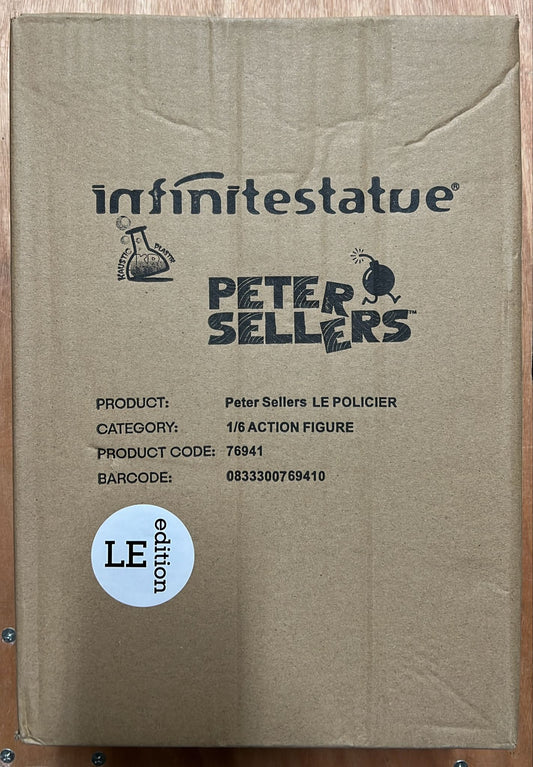 infinitestatue®
KAUSTIC PLASTIK
KP
PETER
SELLERS™
PRODUCT: Peter Sellers LE POLICIER
CATEGORY: 1/6 ACTION FIGURE
PRODUCT CODE: 76941
BARCODE: 0833300769410
LE edition